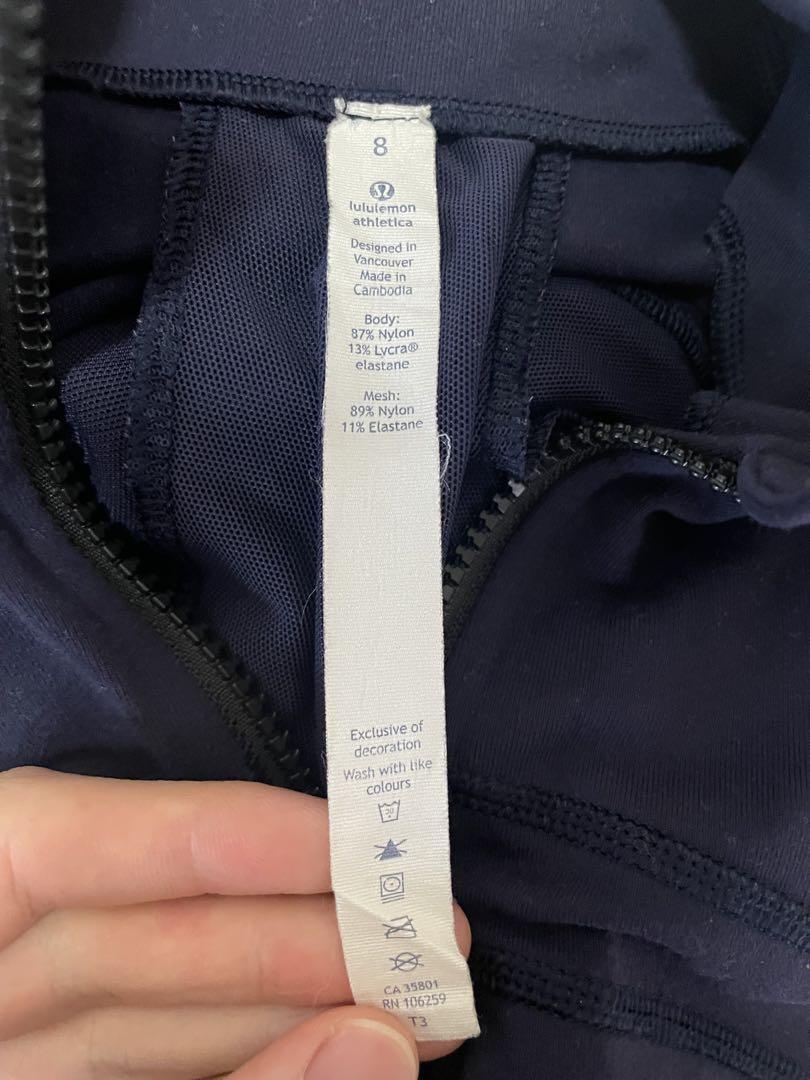 8
lululemon
athletica
Designed in
Vancouver
Made in
Cambodia
Body:
87% Nylon
13% Lycra®
elastane
Mesh:
89% Nylon
11% Elastane
Exclusive of
decoration
Wash with like
colours
CA 35801
RN 106259
T3